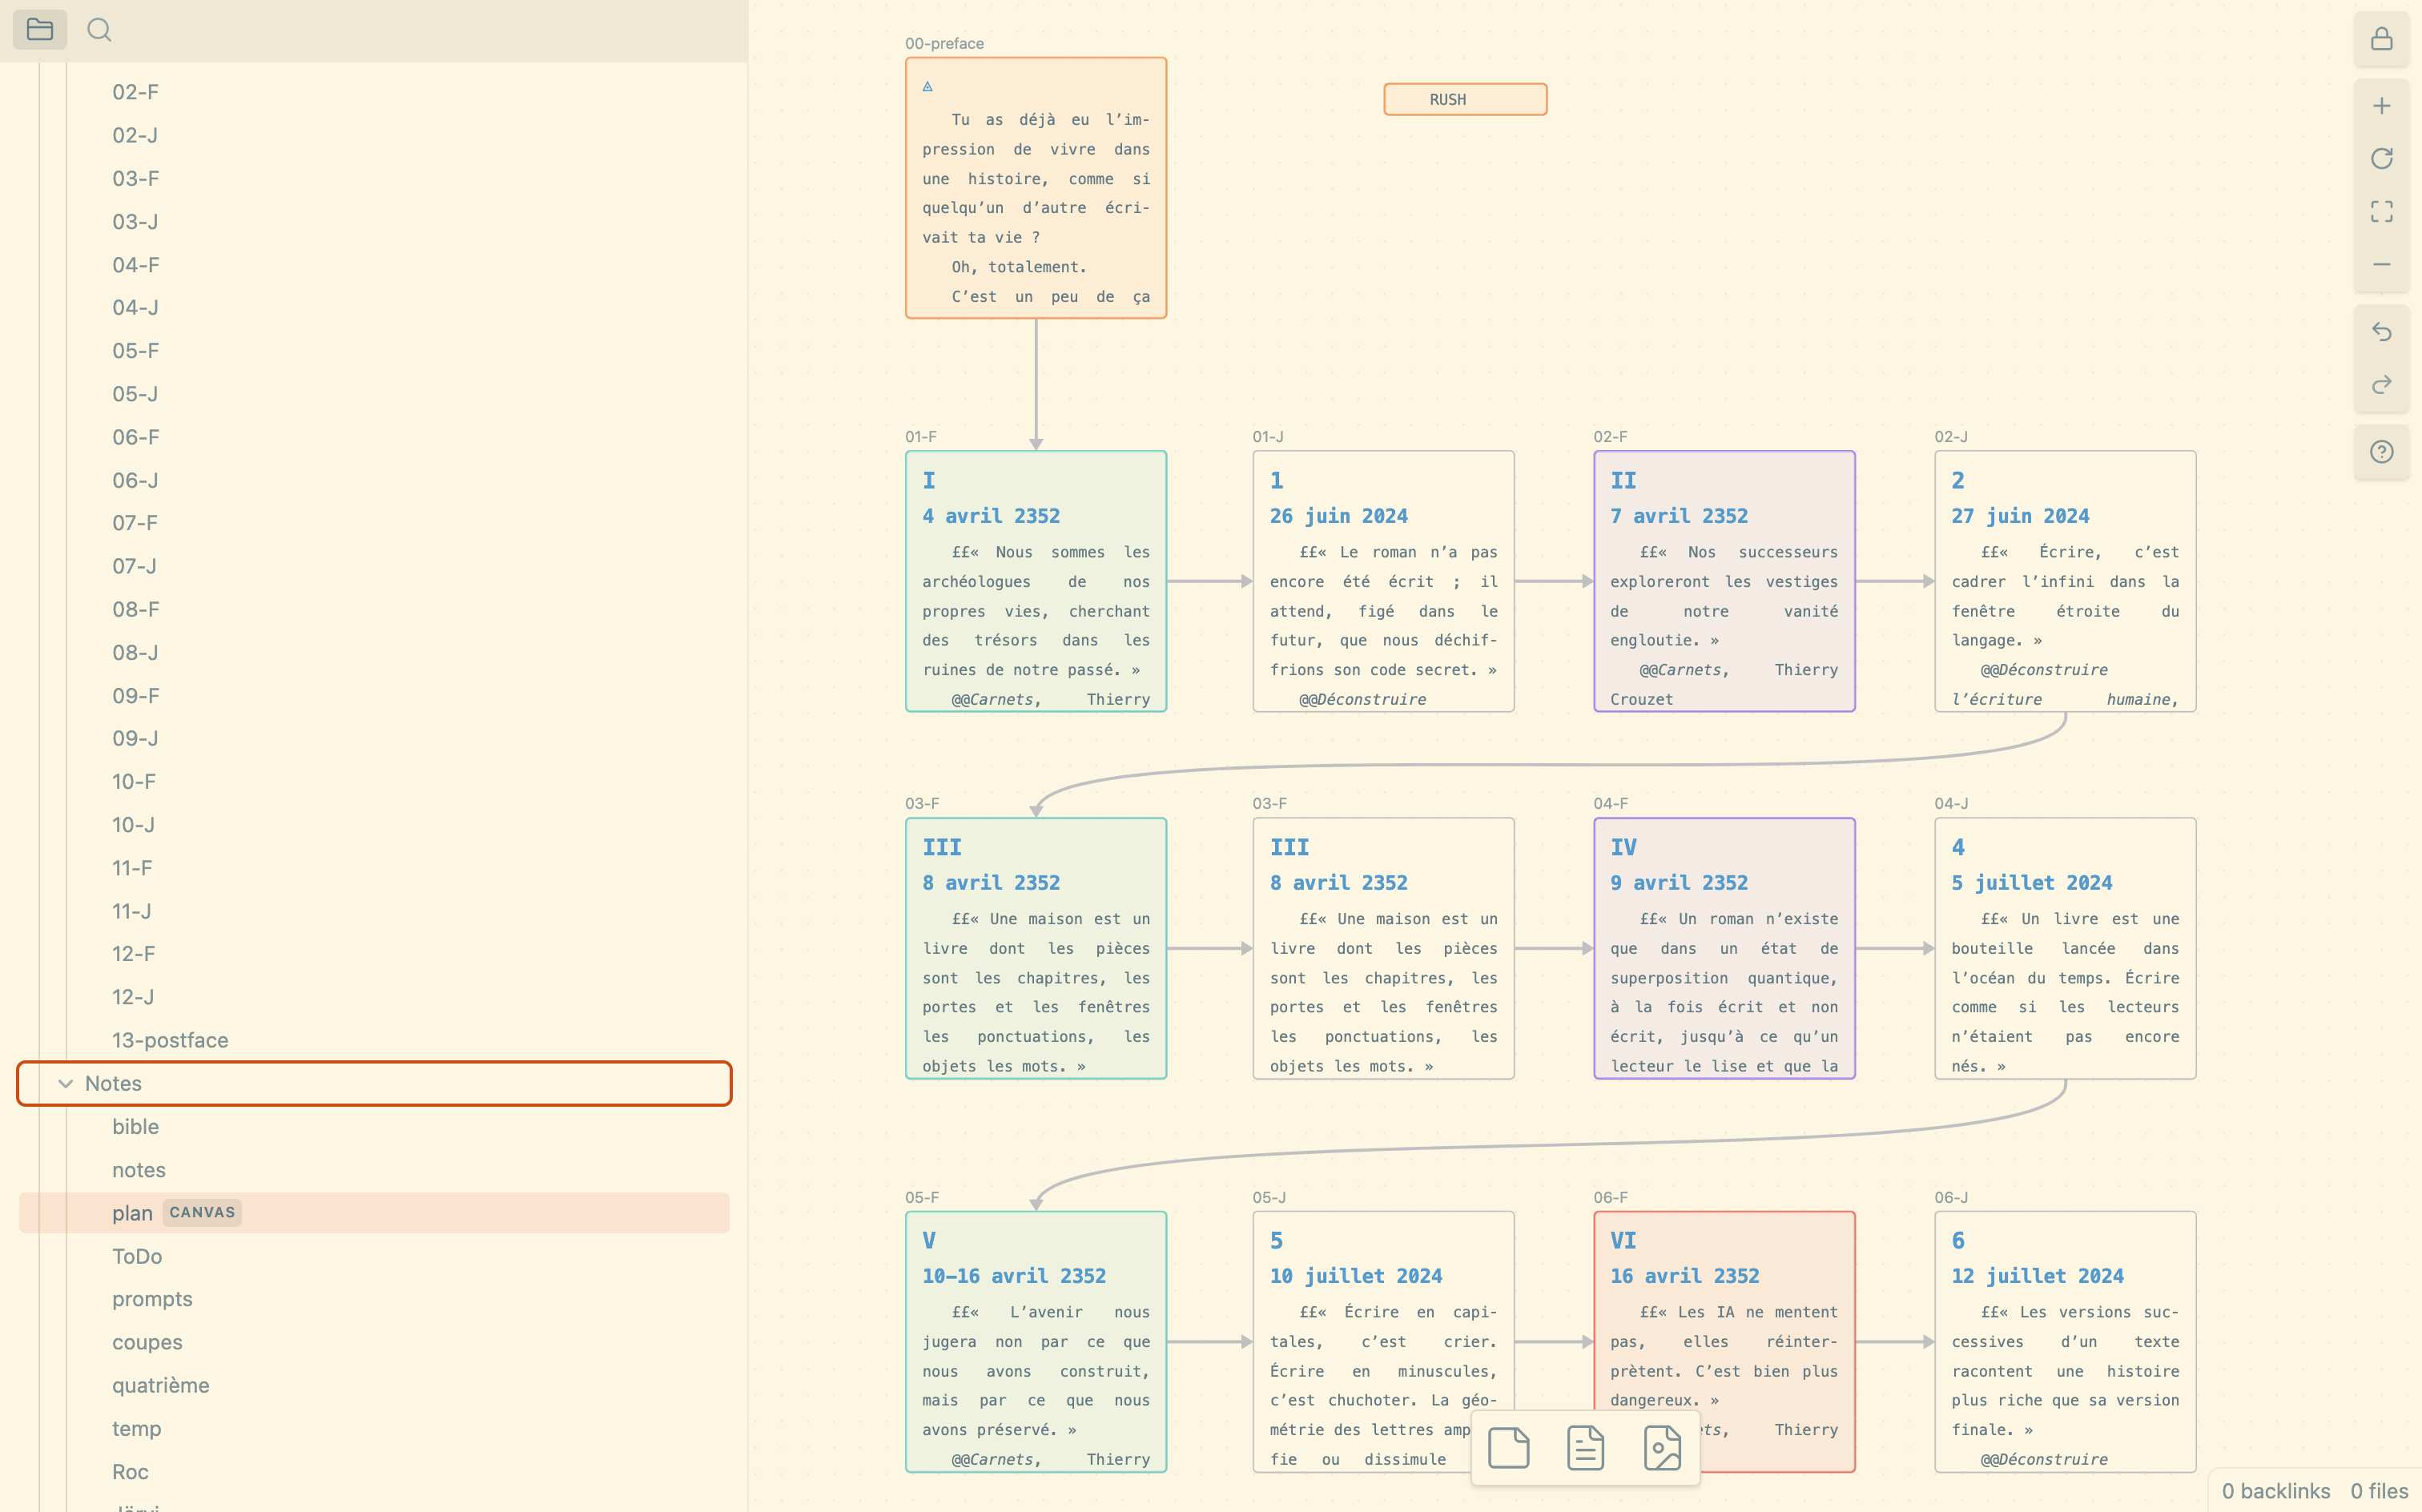 02-F
02-J
03-F
03-J
04-F
04-J
05-F
05-J
06-F
06-J
07-F
07-J
08-F
08-J
09-F
09-J
10-F
10-J
11-F
11-J
12-F
12-J
13-postface
Notes
bible
notes
plan CANVAS
ToDo
prompts
coupes
quatrième
temp
Roc
00-preface
Tu as déjà eu l’im-
pression de vivre dans
une histoire, comme si
quelqu’un d’autre écri-
vait ta vie ?
Oh, totalement.
C’est un peu de ça
RUSH
01-F
I
4 avril 2352
££« Nous sommes les
archéologues de nos
propres vies, cherchant
des trésors dans les
ruines de notre passé. »
@@Carnets, Thierry
01-J
1
26 juin 2024
££« Le roman n’a pas
encore été écrit ; il
attend, figé dans le
futur, que nous déchif-
frions son code secret. »
@@Déconstruire
02-F
II
7 avril 2352
££« Nos successeurs
exploreront les vestiges
de notre vanité
engloutie. »
@@Carnets, Thierry
Crouzet
02-J
2
27 juin 2024
££« Écrire, c’est
cadrer l’infini dans la
fenêtre étroite du
langage. »
@@Déconstruire
l’écriture humaine,
03-F
III
8 avril 2352
££« Une maison est un
livre dont les pièces
sont les chapitres, les
portes et les fenêtres
les ponctuations, les
objets les mots. »
03-F
III
8 avril 2352
££« Une maison est un
livre dont les pièces
sont les chapitres, les
portes et les fenêtres
les ponctuations, les
objets les mots. »
04-F
IV
9 avril 2352
££« Un roman n’existe
que dans un état de
superposition quantique,
à la fois écrit et non
écrit, jusqu’à ce qu’un
lecteur le lise et que la
04-J
4
5 juillet 2024
££« Un livre est une
bouteille lancée dans
l’océan du temps. Écrire
comme si les lecteurs
n’étaient pas encore
nés. »
05-F
V
10–16 avril 2352
££« L’avenir nous
jugera non par ce que
nous avons construit,
mais par ce que nous
avons préservé. »
@@Carnets, Thierry
05-J
5
10 juillet 2024
££« Écrire en capi-
tales, c’est crier.
Écrire en minuscules,
c’est chuchoter. La géo-
métrie des lettres amp
fie ou dissimule
06-F
VI
16 avril 2352
££« Les IA ne mentent
pas, elles réinter-
prètent. C’est bien plus
dangereux. »
ets, Thierry
06-J
6
12 juillet 2024
££« Les versions suc-
cessives d’un texte
racontent une histoire
plus riche que sa version
finale. »
@@Déconstruire
0 backlinks 0 files